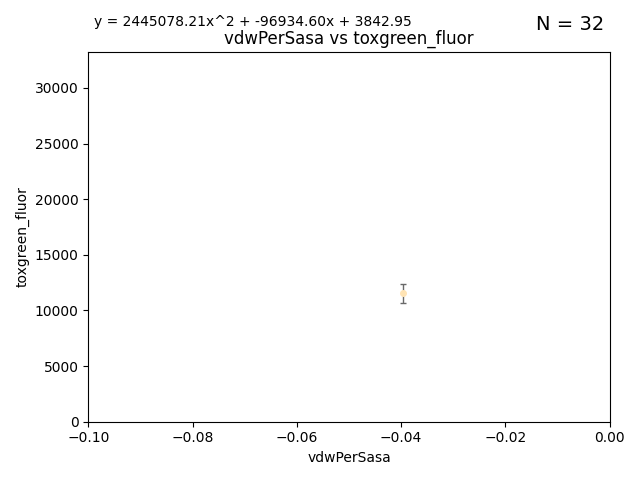 y = 2445078.21x^2 + -96934.60x + 3842.95
N = 32
vdwPerSasa vs toxgreen_fluor
toxgreen_fluor
30000
25000
20000
15000
10000
5000
0
−0.10 −0.08 −0.06 −0.04 −0.02 0.00
vdwPerSasa